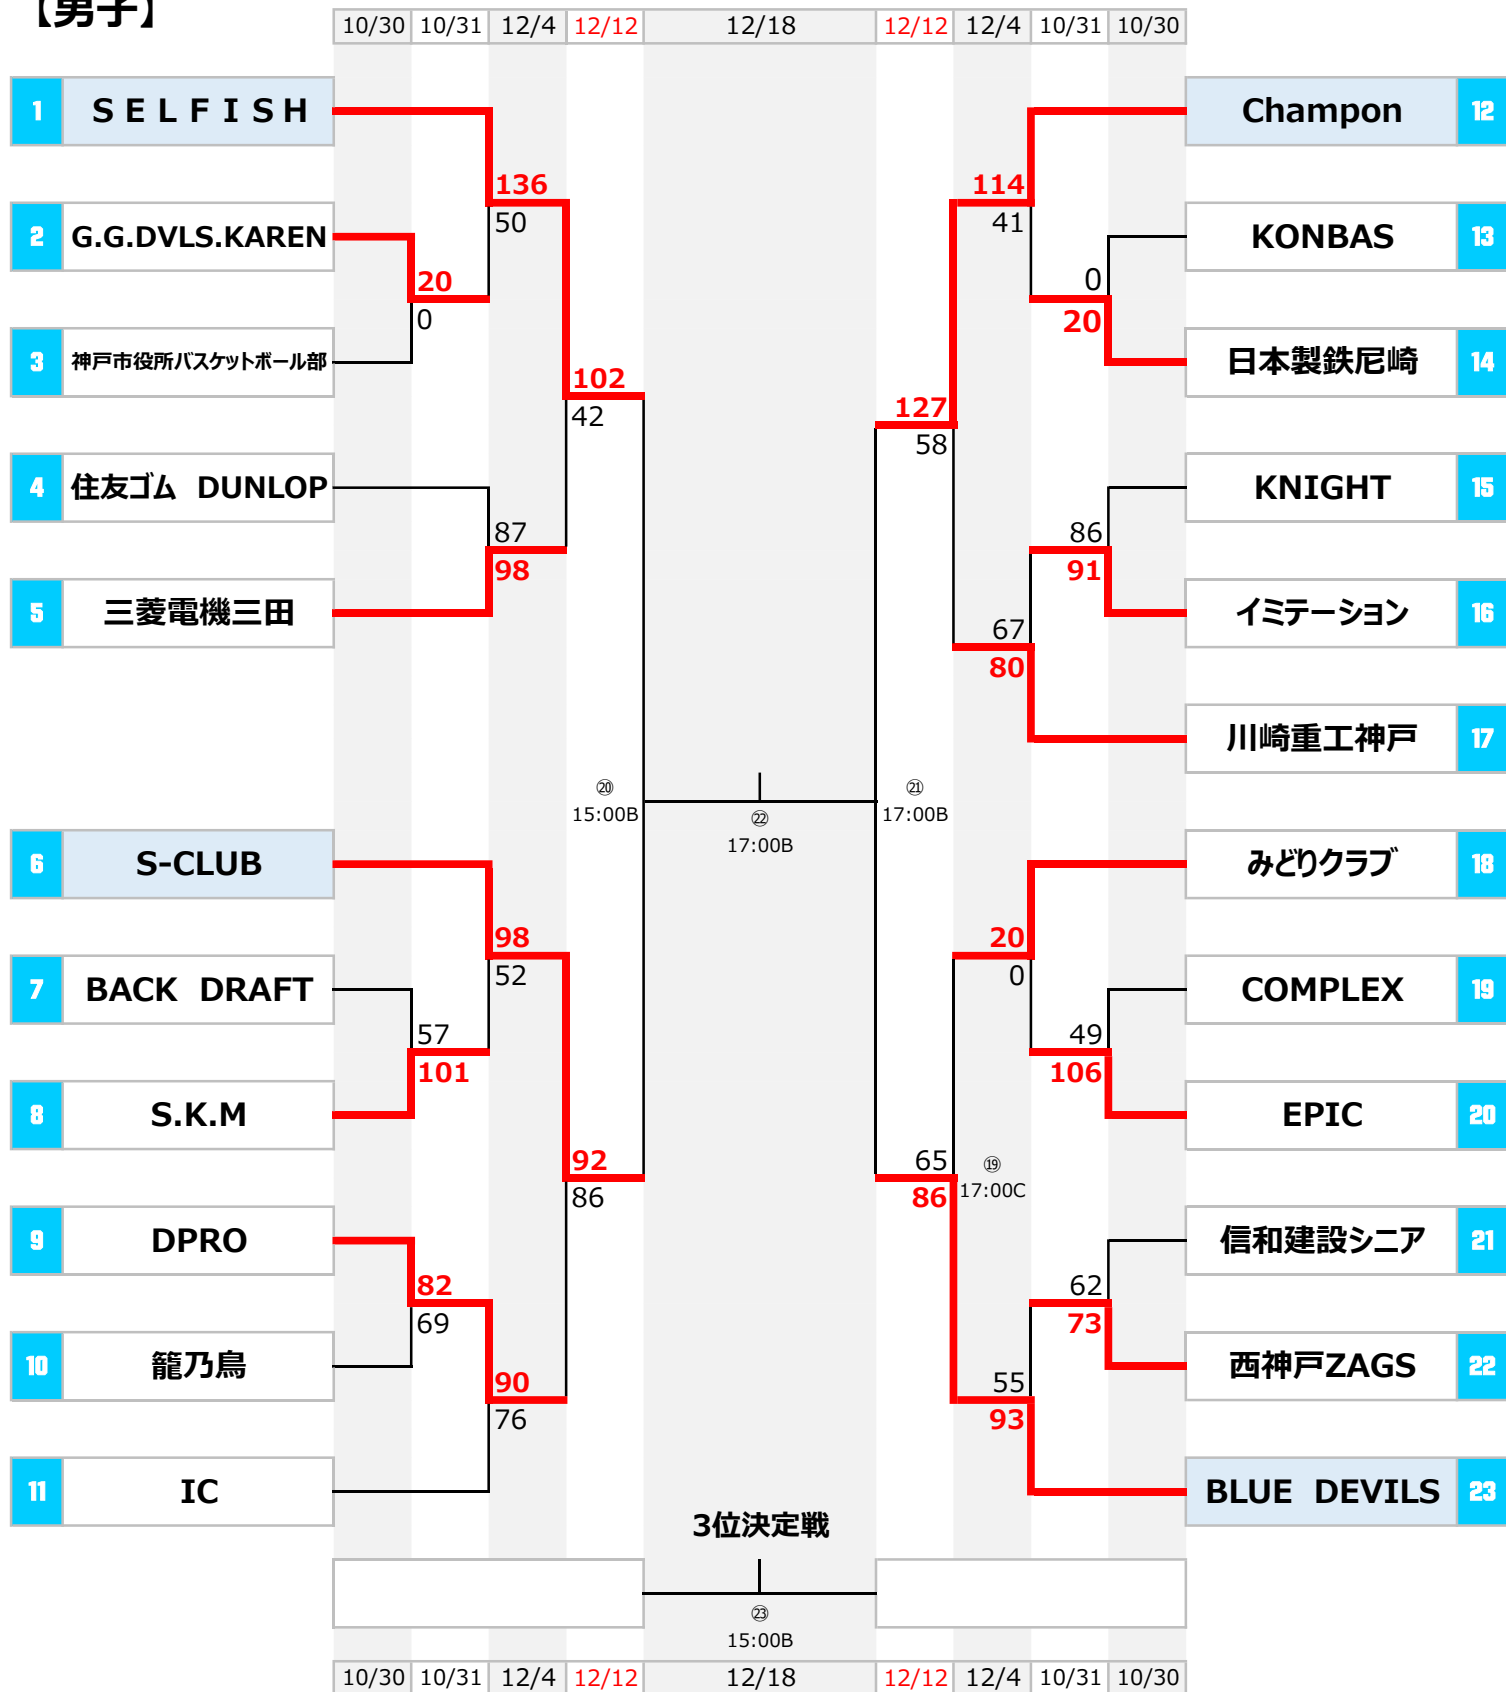 【男子】
10/30 10/31 12/4 12/12 12/18 12/12 12/4 10/31 10/30
1 ＳＥＬＦＩＳＨ
Champon 12
136
114
50
41
2 G.G.DVLS.KAREN
KONBAS 13
20
0
0
20
3 神戸市役所バスケットボール部
日本製鉄尼崎 14
102
42
127
58
4 住友ゴム　DUNLOP
KNIGHT 15
87
86
98
91
5 三菱電機三田
イミテーション 16
67
80
川崎重工神戸 17
⑳
㉑
15:00B
17:00B
㉒
17:00B
6 S-CLUB
みどりクラブ 18
98
20
52
0
7 BACK　DRAFT
COMPLEX 19
57
49
101
106
8 S.K.M
EPIC 20
92
65
⑲
86
86
17:00C
9 DPRO
信和建設シニア 21
82
62
69
73
10 籠乃鳥
西神戸ZAGS 22
90
55
76
93
11 IC
BLUE　DEVILS 23
3位決定戦
㉓
15:00B
10/30 10/31 12/4 12/12 12/18 12/12 12/4 10/31 10/30